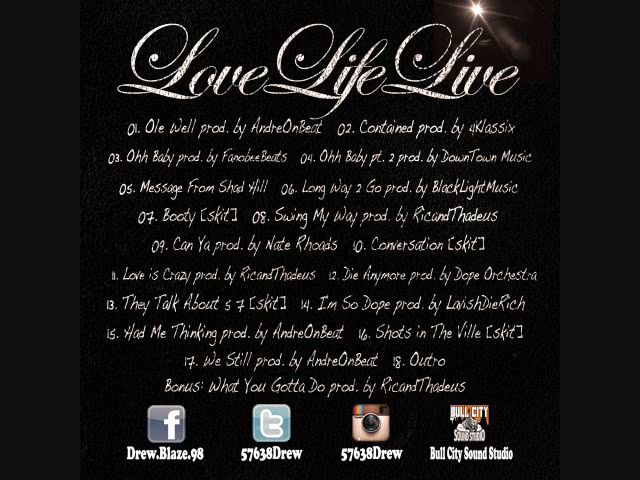 Love Life Live
01. Ole Well prod. by AndreOnBeat 02. Contained prod. by 4Klassix
03. Ohh Baby prod. by FanobeeBeats 04. Ohh Baby pt. 2 prod. by DownTown Music
05. Message From Shad Hill 06. Long Way 2 Go prod. by BlackLightMusic
07. Booty [skit] 08. Swing My Way prod. by RicandThadeus
09. Can Ya prod. by Nate Rhoads 10. Conversation [skit]
11. Love is Crazy prod. by RicandThadeus 12. Die Anymore prod. by Dope Orchestra
13. They Talk About 5 7 [skit] 14. I'm So Dope prod. by LavishDieRich
15. Had Me Thinking prod. by AndreOnBeat 16. Shots in The Ville [skit]
17. We Still prod. by AndreOnBeat 18. Outro
Bonus: What You Gotta Do prod. by RicandThadeus
BULL CITY
SOUND STUDIO
Drew.Blaze.98 57638Drew 57638Drew Bull City Sound Studio